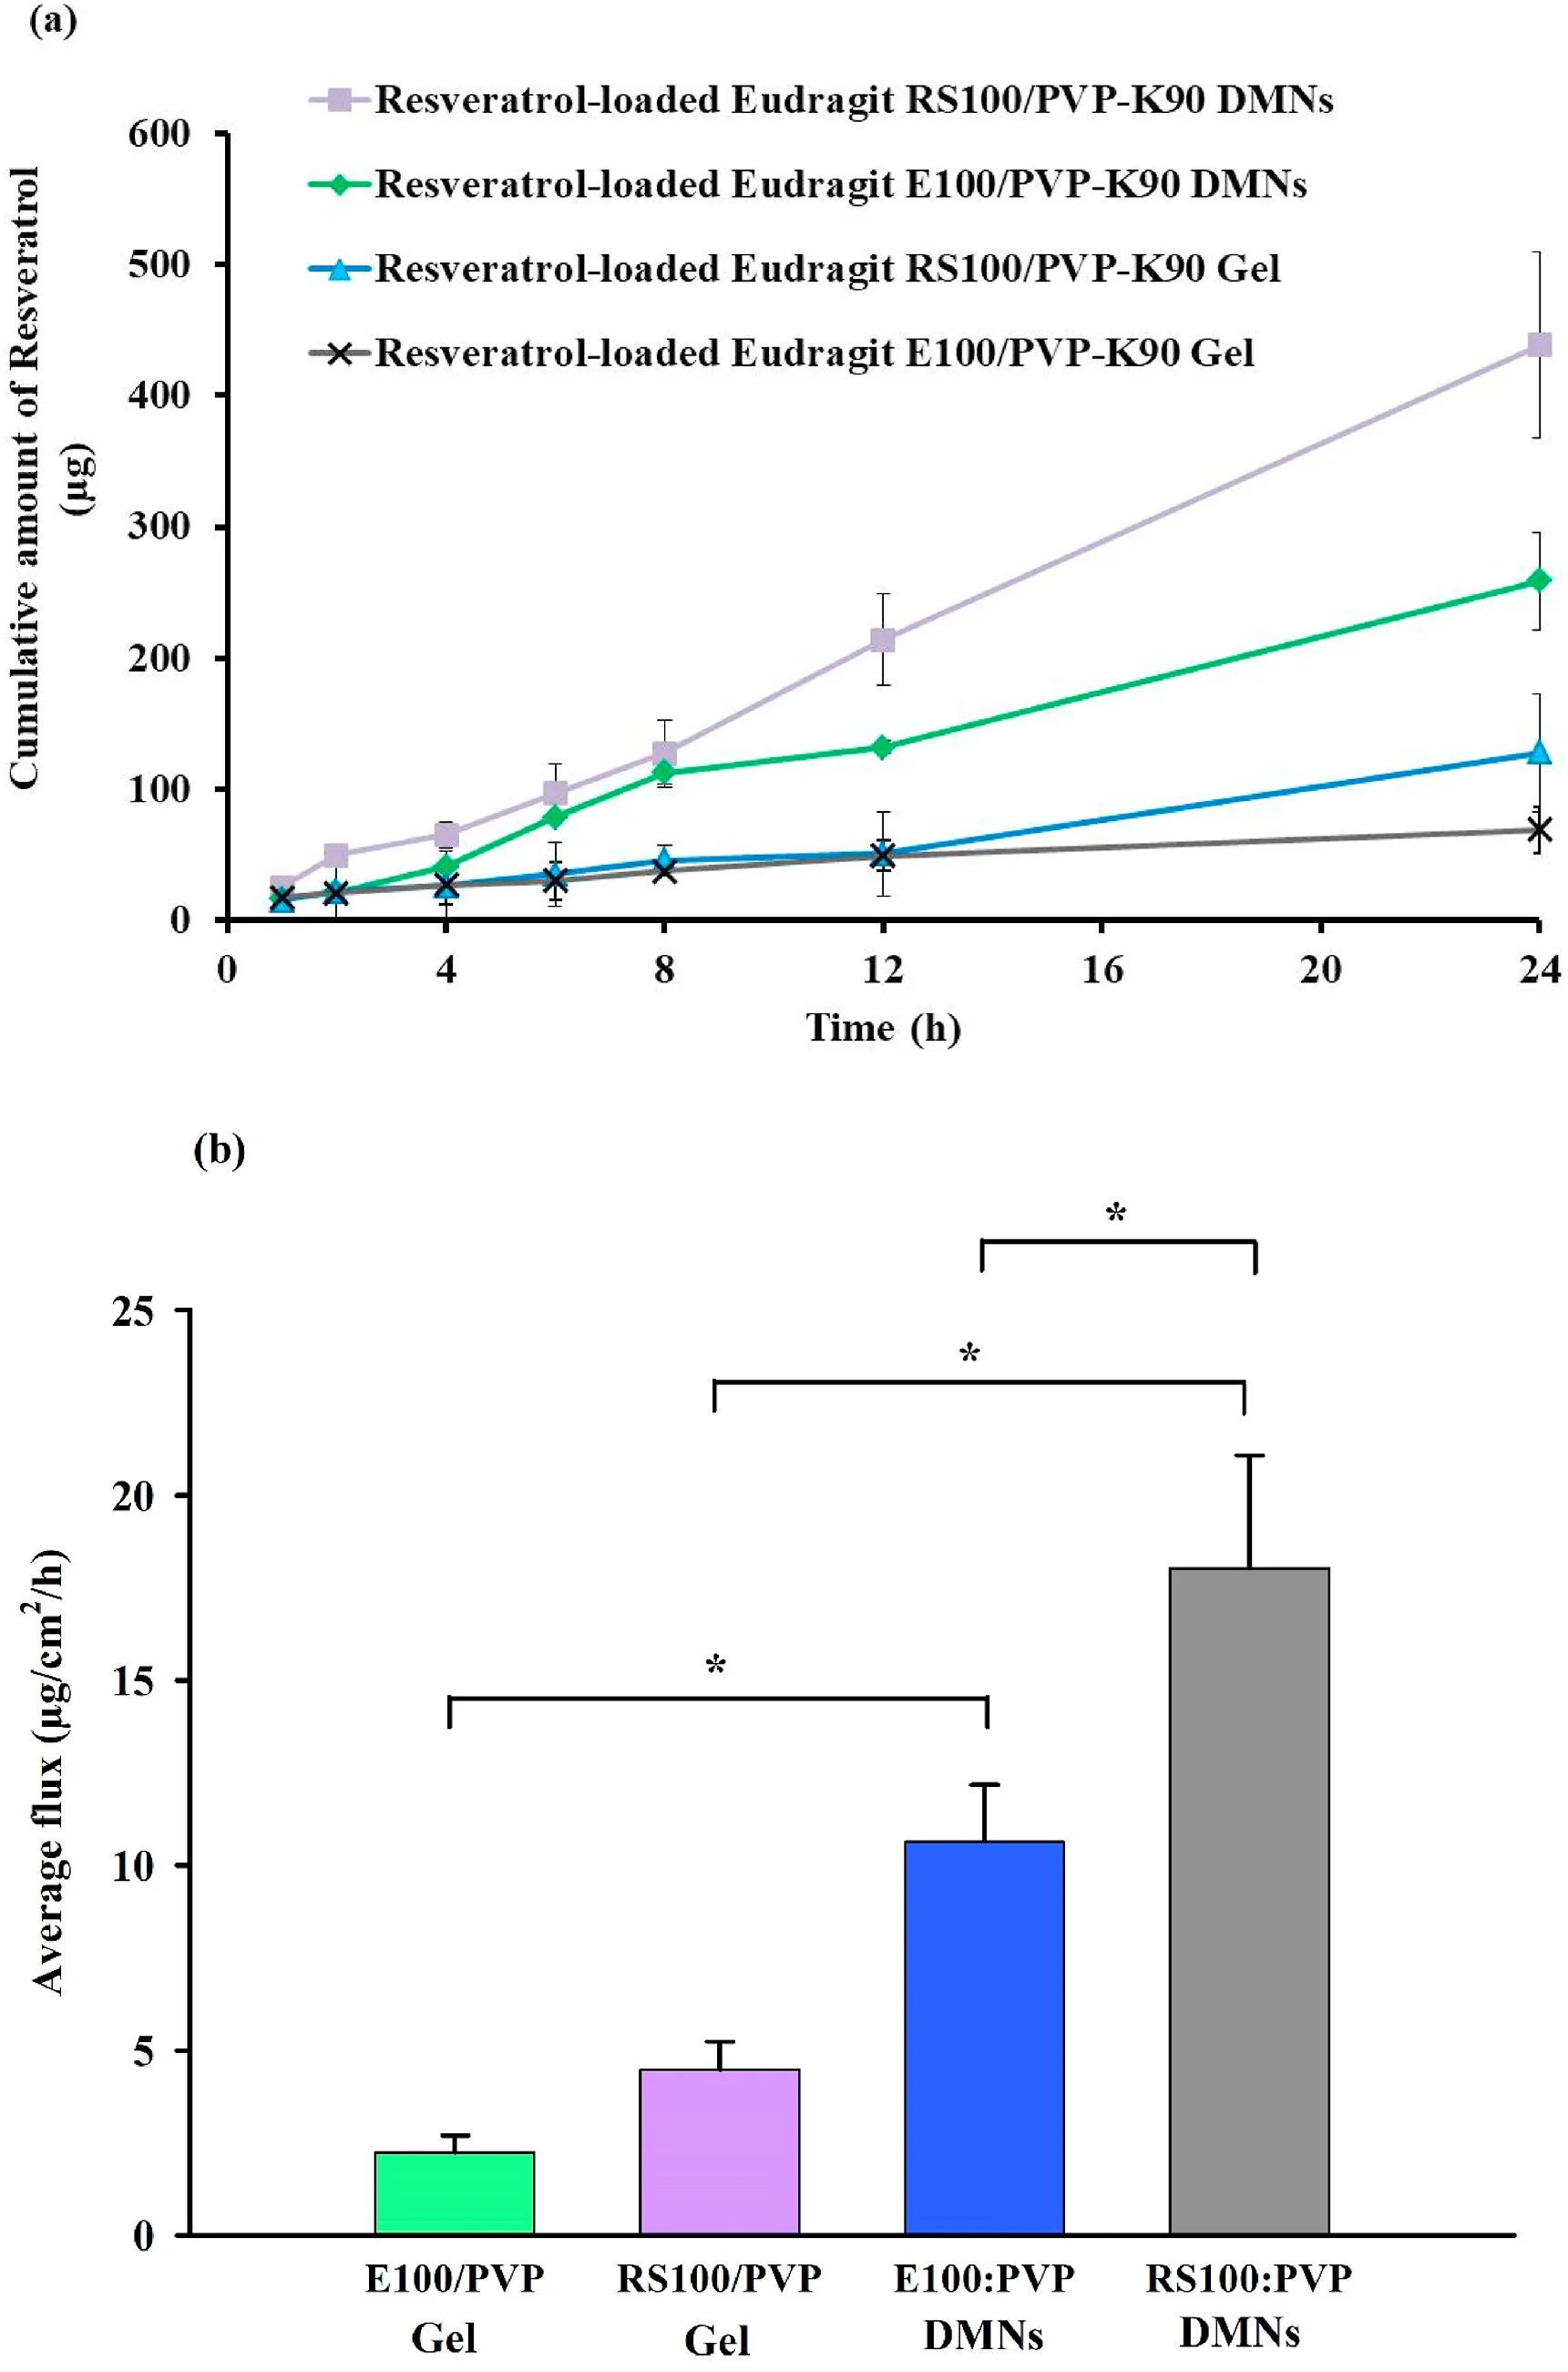 (a)
Resveratrol-loaded Eudragit RS100/PVP-K90 DMNs
Resveratrol-loaded Eudragit E100/PVP-K90 DMNs
Resveratrol-loaded Eudragit RS100/PVP-K90 Gel
Resveratrol-loaded Eudragit E100/PVP-K90 Gel
Cumulative amount of Resveratrol
(µg)
600
500
400
300
200
100
0
0 4 8 12 16 20 24
Time (h)
(b)
*
*
*
Average flux (µg/cm²/h)
25
20
15
10
5
0
E100/PVP RS100/PVP E100:PVP RS100:PVP
Gel Gel DMNs DMNs